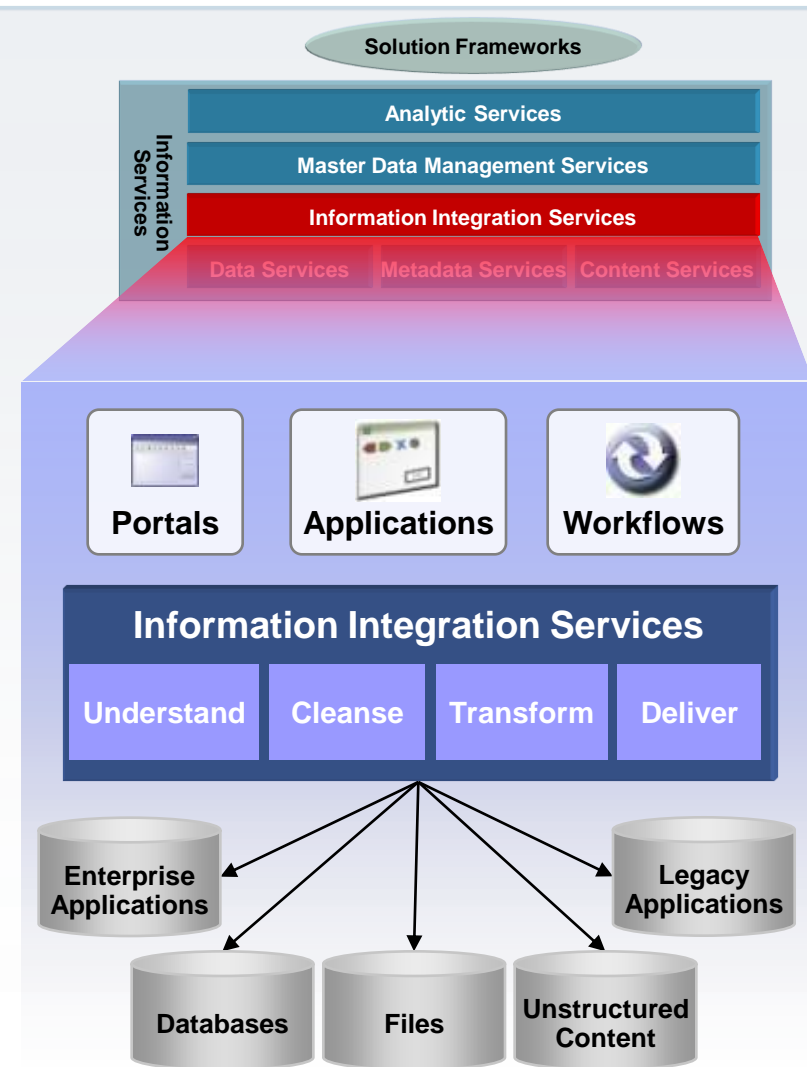 Solution Frameworks
Information
Services
Analytic Services
Master Data Management Services
Information Integration Services
Data Services
Metadata Services
Content Services
Portals
Applications
Workflows
Information Integration Services
Understand
Cleanse
Transform
Deliver
Enterprise
Applications
Legacy
Applications
Databases
Files
Unstructured
Content